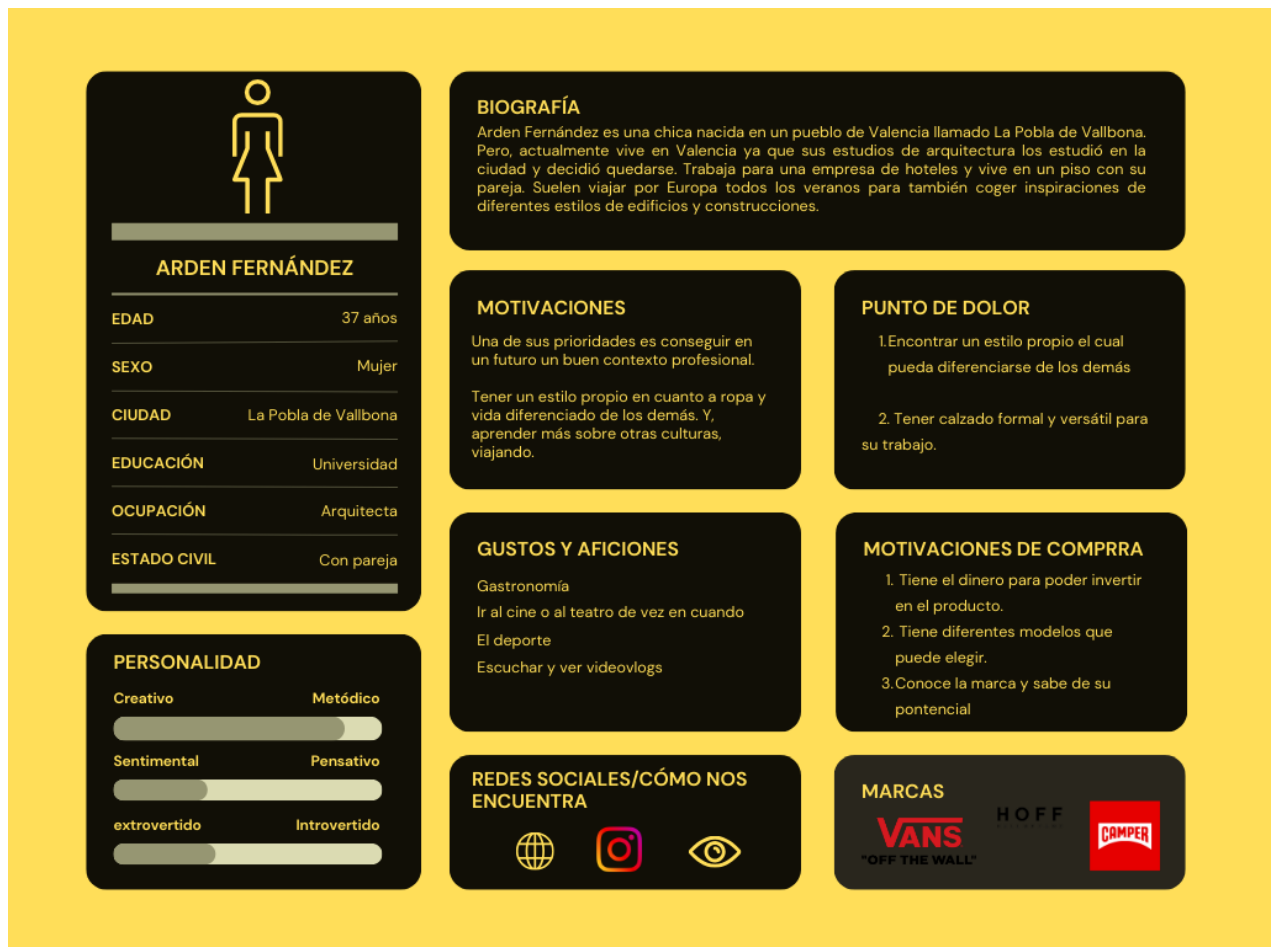 ARDEN FERNÁNDEZ
EDAD 37 años
SEXO Mujer
CIUDAD La Pobla de Vallbona
EDUCACIÓN Universidad
OCUPACIÓN Arquitecta
ESTADO CIVIL Con pareja
PERSONALIDAD
Creativo Metódico
Sentimental Pensativo
extrovertido Introvertido
BIOGRAFÍA
Arden Fernández es una chica nacida en un pueblo de Valencia llamado La Pobla de Vallbona.
Pero, actualmente vive en Valencia ya que sus estudios de arquitectura los estudió en la
ciudad y decidió quedarse. Trabaja para una empresa de hoteles y vive en un piso con su
pareja. Suelen viajar por Europa todos los veranos para también coger inspiraciones de
diferentes estilos de edificios y construcciones.
MOTIVACIONES
Una de sus prioridades es conseguir en
un futuro un buen contexto profesional.
Tener un estilo propio en cuanto a ropa y
vida diferenciado de los demás. Y,
aprender más sobre otras culturas,
viajando.
PUNTO DE DOLOR
1. Encontrar un estilo propio el cual
pueda diferenciarse de los demás
2. Tener calzado formal y versátil para
su trabajo.
GUSTOS Y AFICIONES
Gastronomía
Ir al cine o al teatro de vez en cuando
El deporte
Escuchar y ver videovlogs
MOTIVACIONES DE COMPRRA
1. Tiene el dinero para poder invertir
en el producto.
2. Tiene diferentes modelos que
puede elegir.
3. Conoce la marca y sabe de su
pontencial
REDES SOCIALES/CÓMO NOS
ENCUENTRA
MARCAS
VANS
"OFF THE WALL"
HOFF
CAMPER